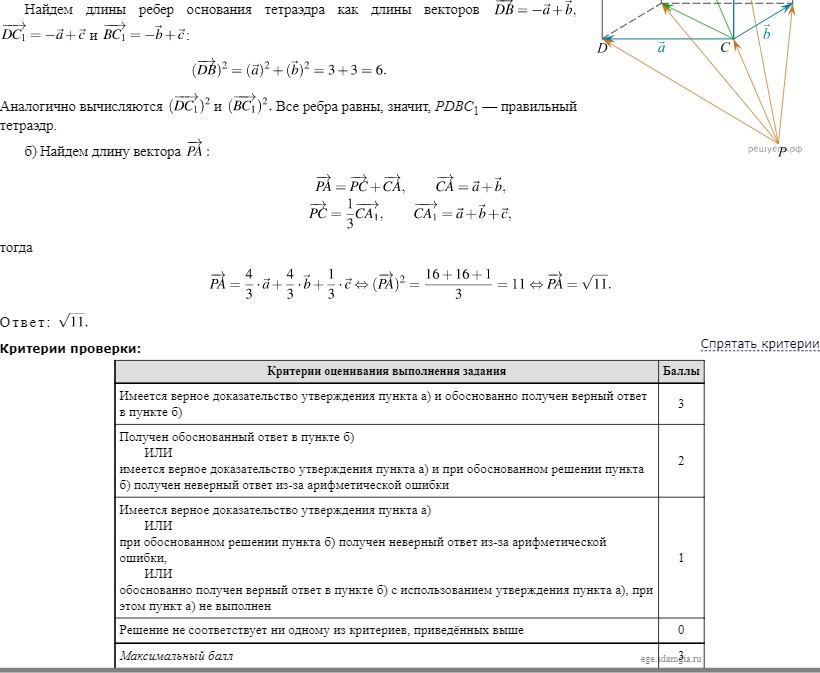 Найдем длины ребер основания тетраэдра как длины векторов $\overrightarrow{DB} = -\vec{a} + \vec{b}$,
$\overrightarrow{DC_1} = -\vec{a} + \vec{c}$ и $\overrightarrow{BC_1} = -\vec{b} + \vec{c}$:
$(\overrightarrow{DB})^2 = (\vec{a})^2 + (\vec{b})^2 = 3 + 3 = 6.$
Аналогично вычисляются $(\overrightarrow{DC_1})^2$ и $(\overrightarrow{BC_1})^2$. Все ребра равны, значит, $PDBC_1$ — правильный
тетраэдр.
б) Найдем длину вектора $\overrightarrow{PA}$ :
$\overrightarrow{PA} = \overrightarrow{PC} + \overrightarrow{CA}, \quad \overrightarrow{CA} = \vec{a} + \vec{b},$
$\overrightarrow{PC} = \frac{1}{3}\overrightarrow{CA_1}, \quad \overrightarrow{CA_1} = \vec{a} + \vec{b} + \vec{c},$
тогда
$\overrightarrow{PA} = \frac{4}{3} \cdot \vec{a} + \frac{4}{3} \cdot \vec{b} + \frac{1}{3} \cdot \vec{c} \Leftrightarrow (\overrightarrow{PA})^2 = \frac{16 + 16 + 1}{3} = 11 \Leftrightarrow \overrightarrow{PA} = \sqrt{11}.$
Ответ: $\sqrt{11}$.
D
$\vec{a}$
C
$\vec{b}$
P
решуегэ.рф
Критерии проверки:
Спрятать критерии
Критерии оценивания выполнения задания
Баллы
Имеется верное доказательство утверждения пункта а) и обоснованно получен верный ответ
в пункте б)
3
Получен обоснованный ответ в пункте б)
ИЛИ
имеется верное доказательство утверждения пункта а) и при обоснованном решении пункта
б) получен неверный ответ из-за арифметической ошибки
2
Имеется верное доказательство утверждения пункта а)
ИЛИ
при обоснованном решении пункта б) получен неверный ответ из-за арифметической
ошибки,
ИЛИ
обоснованно получен верный ответ в пункте б) с использованием утверждения пункта а), при
этом пункт а) не выполнен
1
Решение не соответствует ни одному из критериев, приведённых выше
0
Максимальный балл
3
ege.sdamgia.ru